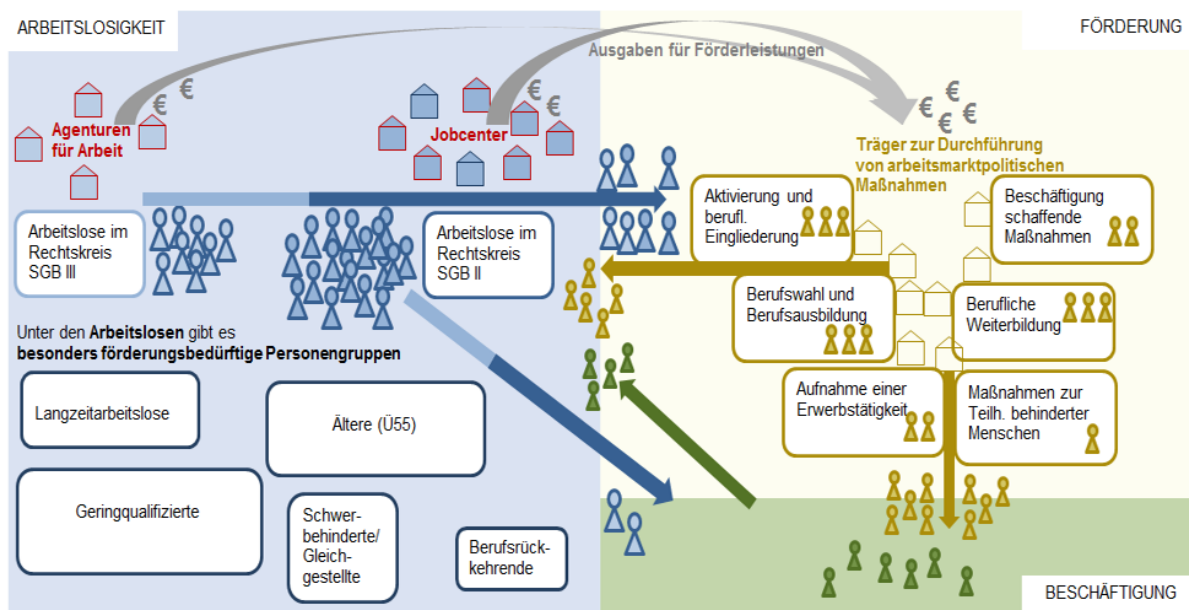 ARBEITSLOSIGKEIT
FÖRDERUNG
Ausgaben für Förderleistungen
€
€
€
€
€
€
€
€
Agenturen
für Arbeit
Jobcenter
Träger zur Durchführung
von arbeitsmarktpolitischen
Maßnahmen
Arbeitslose im
Rechtskreis
SGB III
Arbeitslose im
Rechtskreis
SGB II
Aktivierung und
berufl.
Eingliederung
Beschäftigung
schaffende
Maßnahmen
Berufswahl und
Berufsausbildung
Berufliche
Weiterbildung
Aufnahme einer
Erwerbstätigkeit
Maßnahmen zur
Teilh. behinderter
Menschen
Unter den Arbeitslosen gibt es
besonders förderungsbedürftige Personengruppen
Langzeitarbeitslose
Ältere (Ü55)
Geringqualifizierte
Schwer-
behinderte/
Gleich-
gestellte
Berufsrück-
kehrende
BESCHÄFTIGUNG